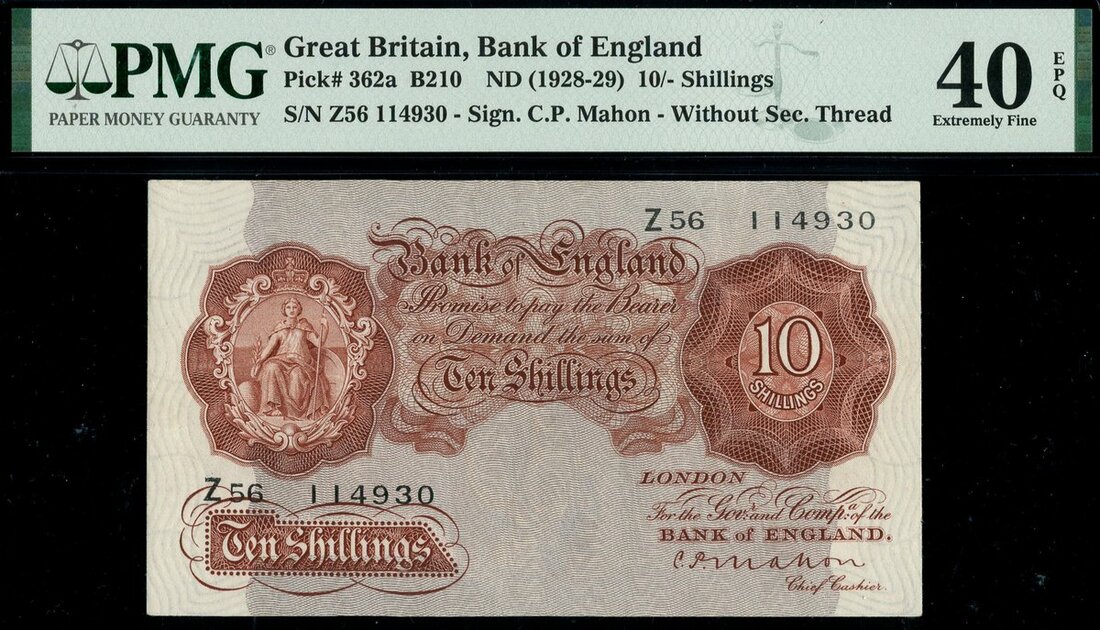 PMG®
PAPER MONEY GUARANTY
Great Britain, Bank of England
Pick# 362a B210 ND (1928-29) 10/- Shillings
S/N Z56 114930 - Sign. C.P. Mahon - Without Sec. Thread
40
EPQ
Extremely Fine
Z56 114930
Bank of England
Promise to pay the Bearer
on Demand the sum of
Ten Shillings
10
SHILLINGS
Z56 114930
Ten Shillings
LONDON
For the Govr. and Compa. of the
BANK OF ENGLAND.
C.P. Mahon
Chief Cashier.